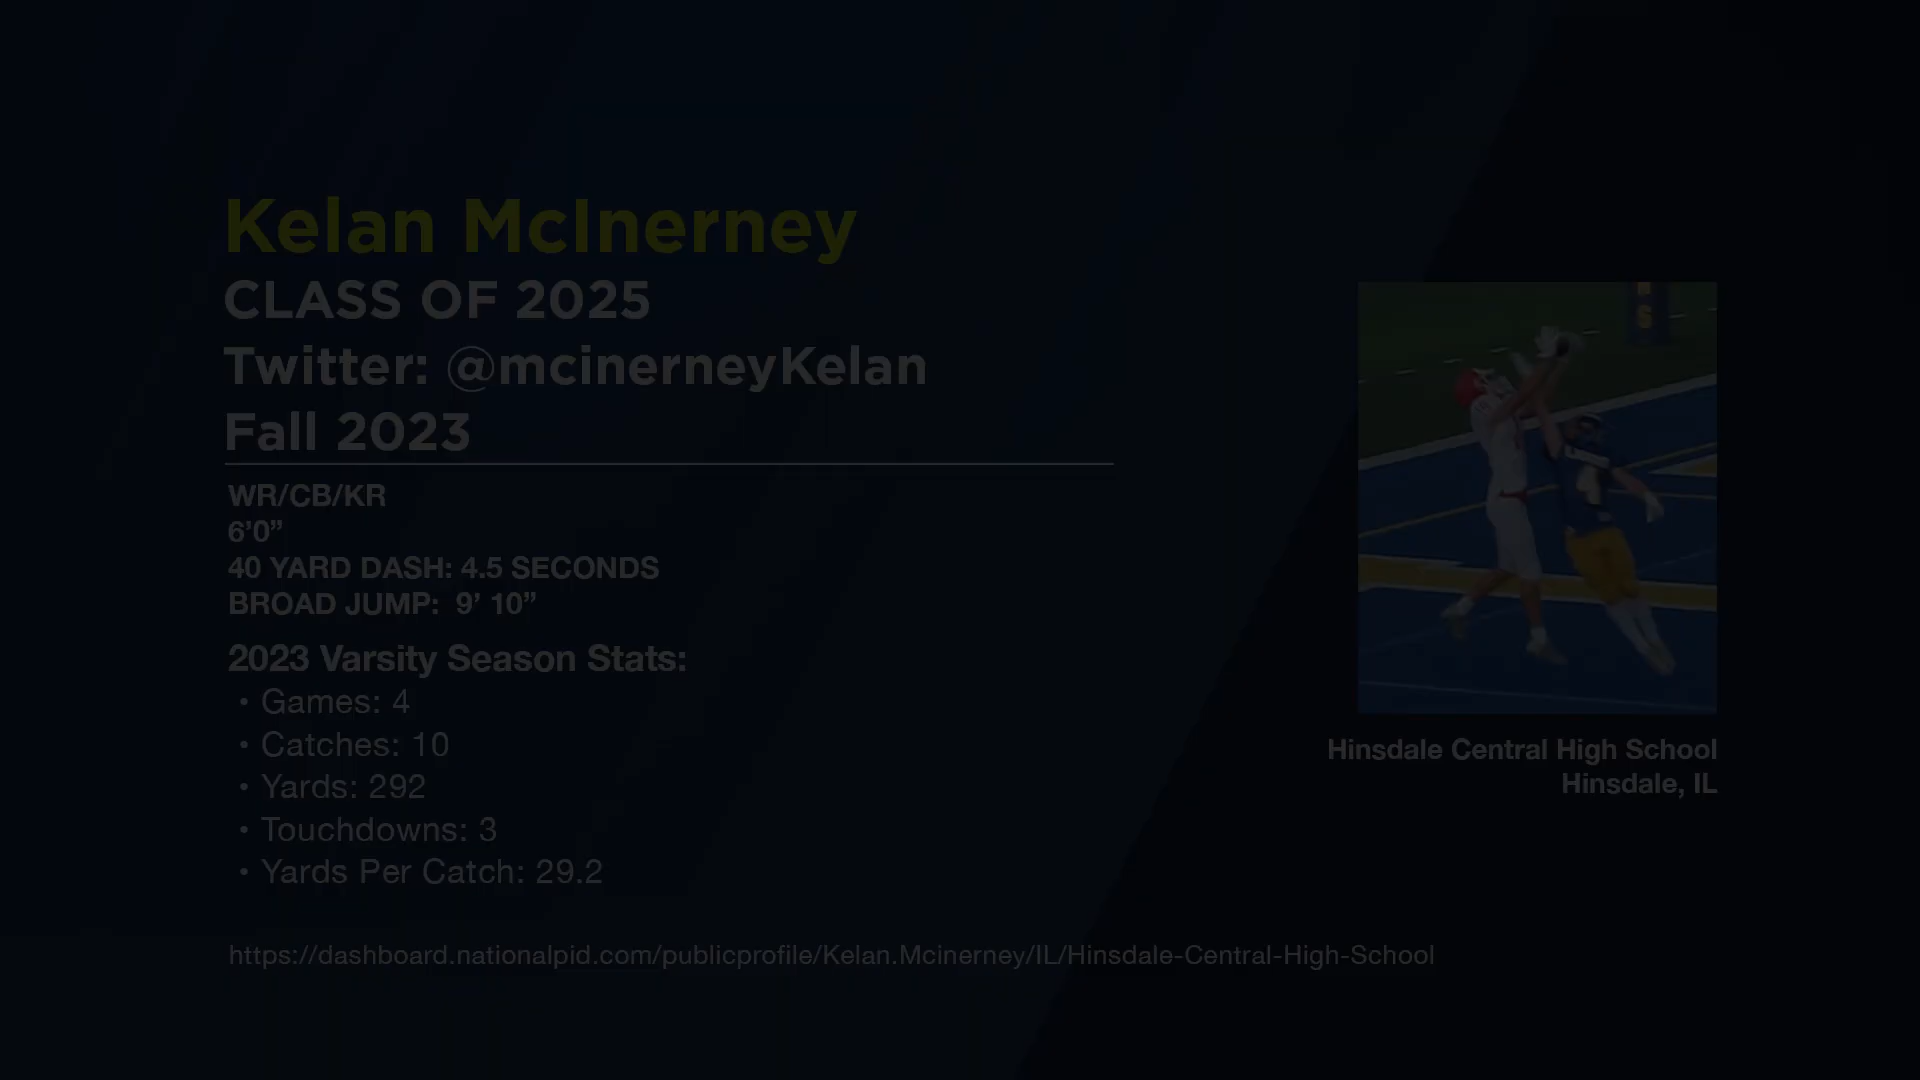 Kelan McInerney
CLASS OF 2025
Twitter: @mcinerneyKelan
Fall 2023
WR/CB/KR
6’0”
40 YARD DASH: 4.5 SECONDS
BROAD JUMP:  9’ 10”
2023 Varsity Season Stats:
• Games: 4
• Catches: 10
• Yards: 292
• Touchdowns: 3
• Yards Per Catch: 29.2
Hinsdale Central High School
Hinsdale, IL
https://dashboard.nationalpid.com/publicprofile/Kelan.Mcinerney/IL/Hinsdale-Central-High-School